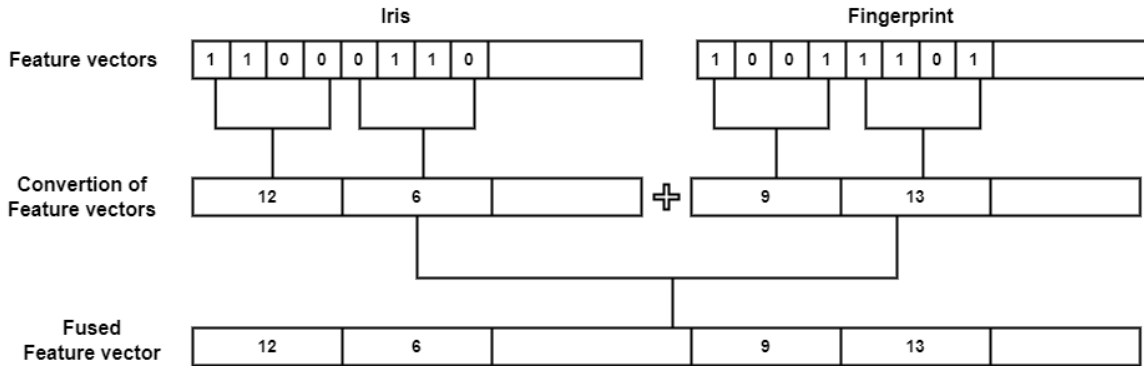 Iris Fingerprint
Feature vectors 1 1 0 0 0 1 1 0 1 0 0 1 1 1 0 1
Convertion of
Feature vectors
12 6 9 13
Fused
Feature vector
12 6 9 13